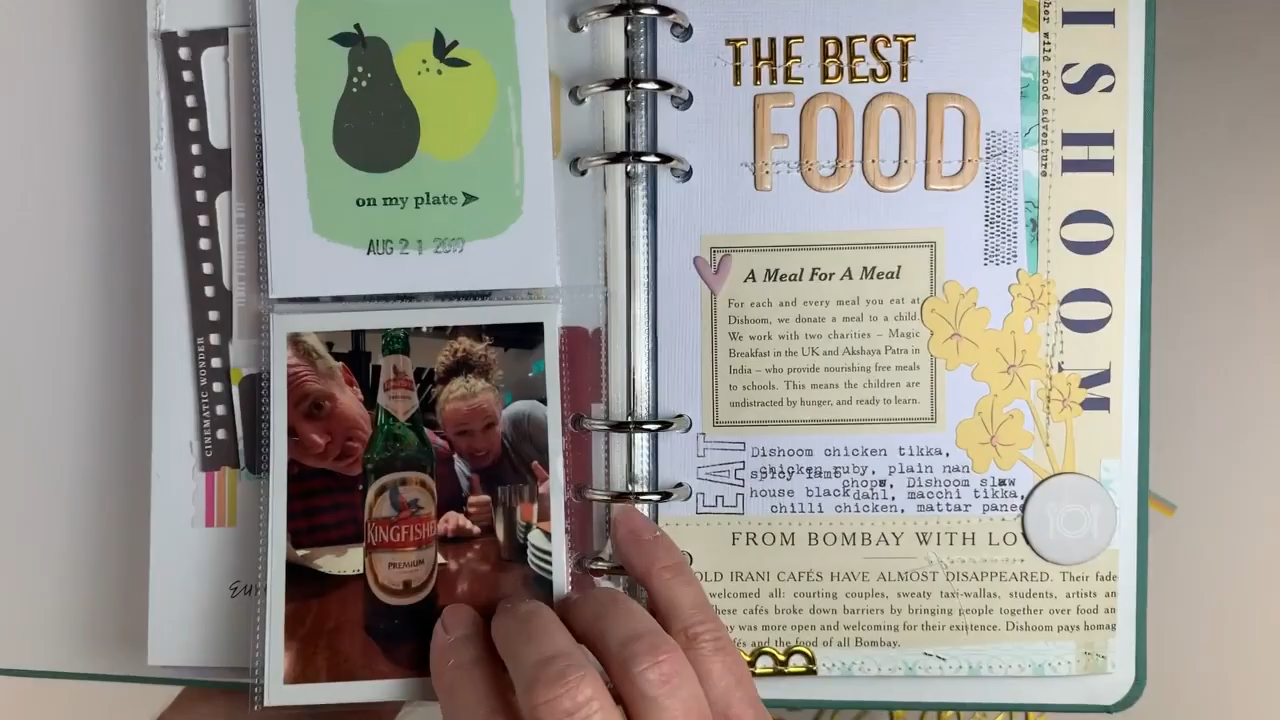 CINEMATIC WONDER
on my plate
AUG 21 2019
KINGFISHE
PREMIUM
THE BEST
FOOD
her wild food adventure
ISHOOM
A Meal For A Meal
For each and every meal you eat at
Dishoom, we donate a meal to a child.
We work with two charities – Magic
Breakfast in the UK and Akshaya Patra in
India – who provide nourishing free meals
to schools. This means the children are
undistracted by hunger, and ready to learn.
EAT
Dishoom chicken tikka,
chicken ruby, plain nan
spicy lamb chops, Dishoom slaw
house black dahl, macchi tikka,
chilli chicken, mattar panee
FROM BOMBAY WITH LO
OLD IRANI CAFÉS HAVE ALMOST DISAPPEARED. Their fade
welcomed all: courting couples, sweaty taxi-wallas, students, artists an
hese cafés broke down barriers by bringing people together over food an
y was more open and welcoming for their existence. Dishoom pays homag
fés and the food of all Bombay.